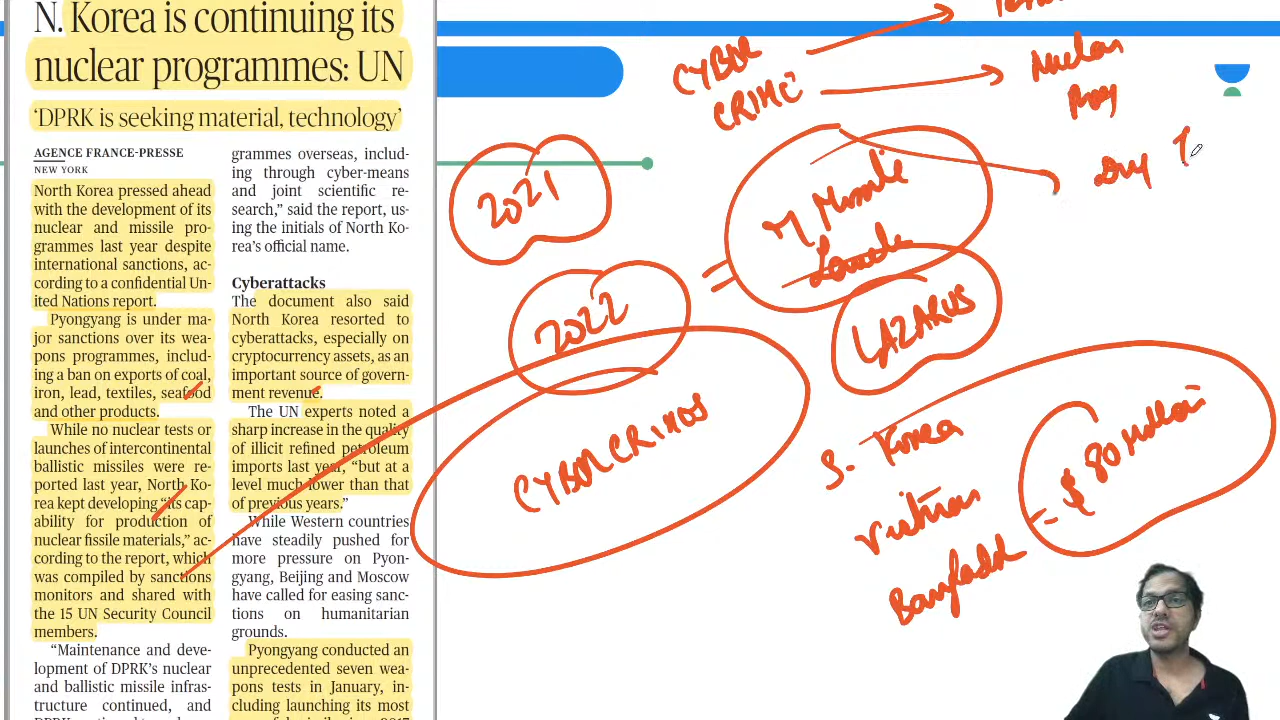 N. Korea is continuing its
nuclear programmes: UN
‘DPRK is seeking material, technology’
AGENCE FRANCE-PRESSE
NEW YORK
North Korea pressed ahead
with the development of its
nuclear and missile pro-
grammes last year despite
international sanctions, ac-
cording to a confidential Un-
ited Nations report.
Pyongyang is under ma-
jor sanctions over its wea-
pons programmes, includ-
ing a ban on exports of coal,
iron, lead, textiles, seafood
and other products.
While no nuclear tests or
launches of intercontinental
ballistic missiles were re-
ported last year, North Ko-
rea kept developing “its cap-
ability for production of
nuclear fissile materials,” ac-
cording to the report, which
was compiled by sanctions
monitors and shared with
the 15 UN Security Council
members.
“Maintenance and deve-
lopment of DPRK’s nuclear
and ballistic missile infras-
tructure continued, and
grammes overseas, includ-
ing through cyber-means
and joint scientific re-
search,” said the report, us-
ing the initials of North Ko-
rea’s official name.
Cyberattacks
The document also said
North Korea resorted to
cyberattacks, especially on
cryptocurrency assets, as an
important source of govern-
ment revenue.
The UN experts noted a
sharp increase in the quality
of illicit refined petroleum
imports last year, “but at a
level much lower than that
of previous years.”
While Western countries
have steadily pushed for
more pressure on Pyon-
gyang, Beijing and Moscow
have called for easing sanc-
tions on humanitarian
grounds.
Pyongyang conducted an
unprecedented seven wea-
pons tests in January, in-
cluding launching its most
CYBER
CRIME
Nuclear
Prog
2021
7 Missile
2022
LAZARUS
CYBERCRIMES
S. Korea
Vietnam
Bangladesh
= $ 80 Million